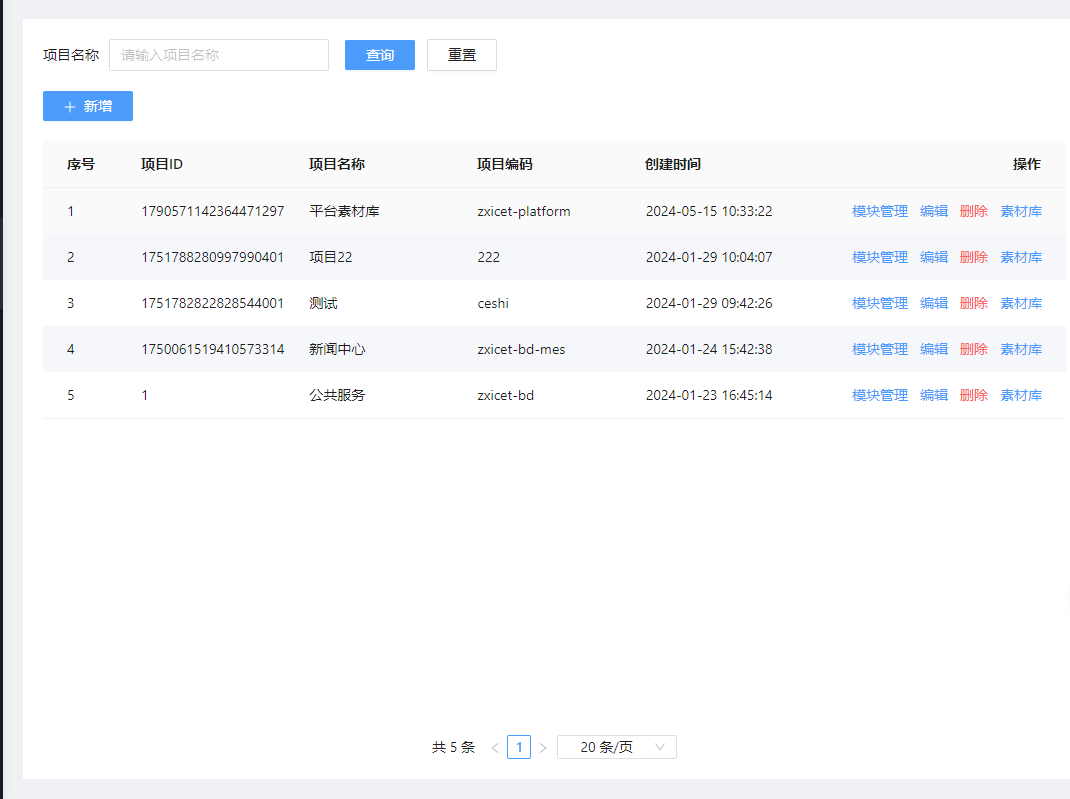 项目名称 请输入项目名称 查询 重置
新增
序号 项目ID 项目名称 项目编码 创建时间 操作
1 1790571142364471297 平台素材库 zxicet-platform 2024-05-15 10:33:22 模块管理 编辑 删除 素材库
2 1751788280997990401 项目22 222 2024-01-29 10:04:07 模块管理 编辑 删除 素材库
3 1751782822828544001 测试 ceshi 2024-01-29 09:42:26 模块管理 编辑 删除 素材库
4 1750061519410573314 新闻中心 zxicet-bd-mes 2024-01-24 15:42:38 模块管理 编辑 删除 素材库
5 1 公共服务 zxicet-bd 2024-01-23 16:45:14 模块管理 编辑 删除 素材库
共 5 条 < 1 > 20 条/页